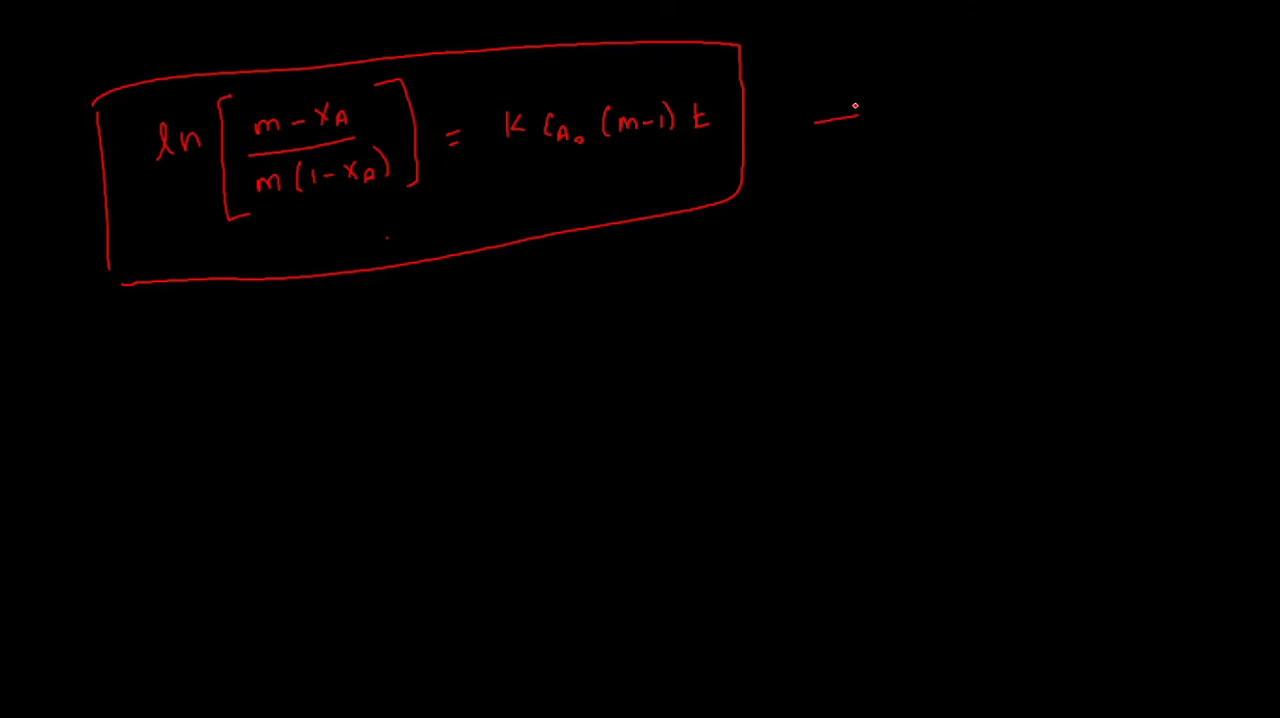 ln [ m - XA / m (1 - XA) ] = K CA₀ (m-1) t